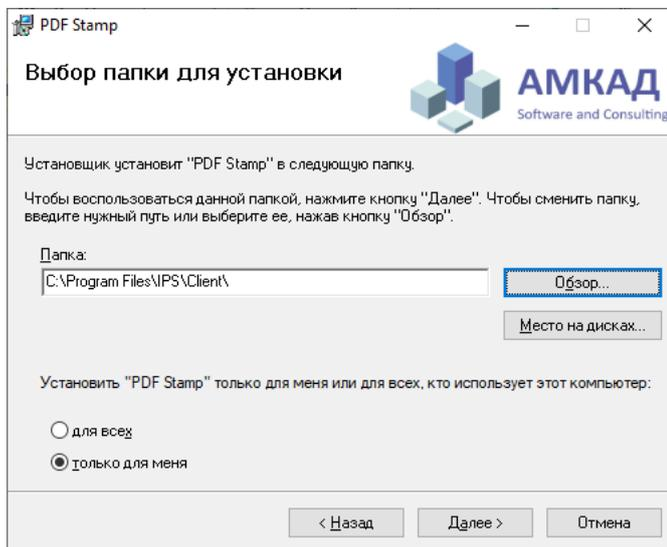 PDF Stamp
Выбор папки для установки
АМКАД
Software and Consulting
Установщик установит "PDF Stamp" в следующую папку.
Чтобы воспользоваться данной папкой, нажмите кнопку "Далее". Чтобы сменить папку,
введите нужный путь или выберите ее, нажав кнопку "Обзор".
Папка:
C:\Program Files\IPS\Client\
Обзор...
Место на дисках...
Установить "PDF Stamp" только для меня или для всех, кто использует этот компьютер:
для всех
только для меня
< Назад
Далее >
Отмена